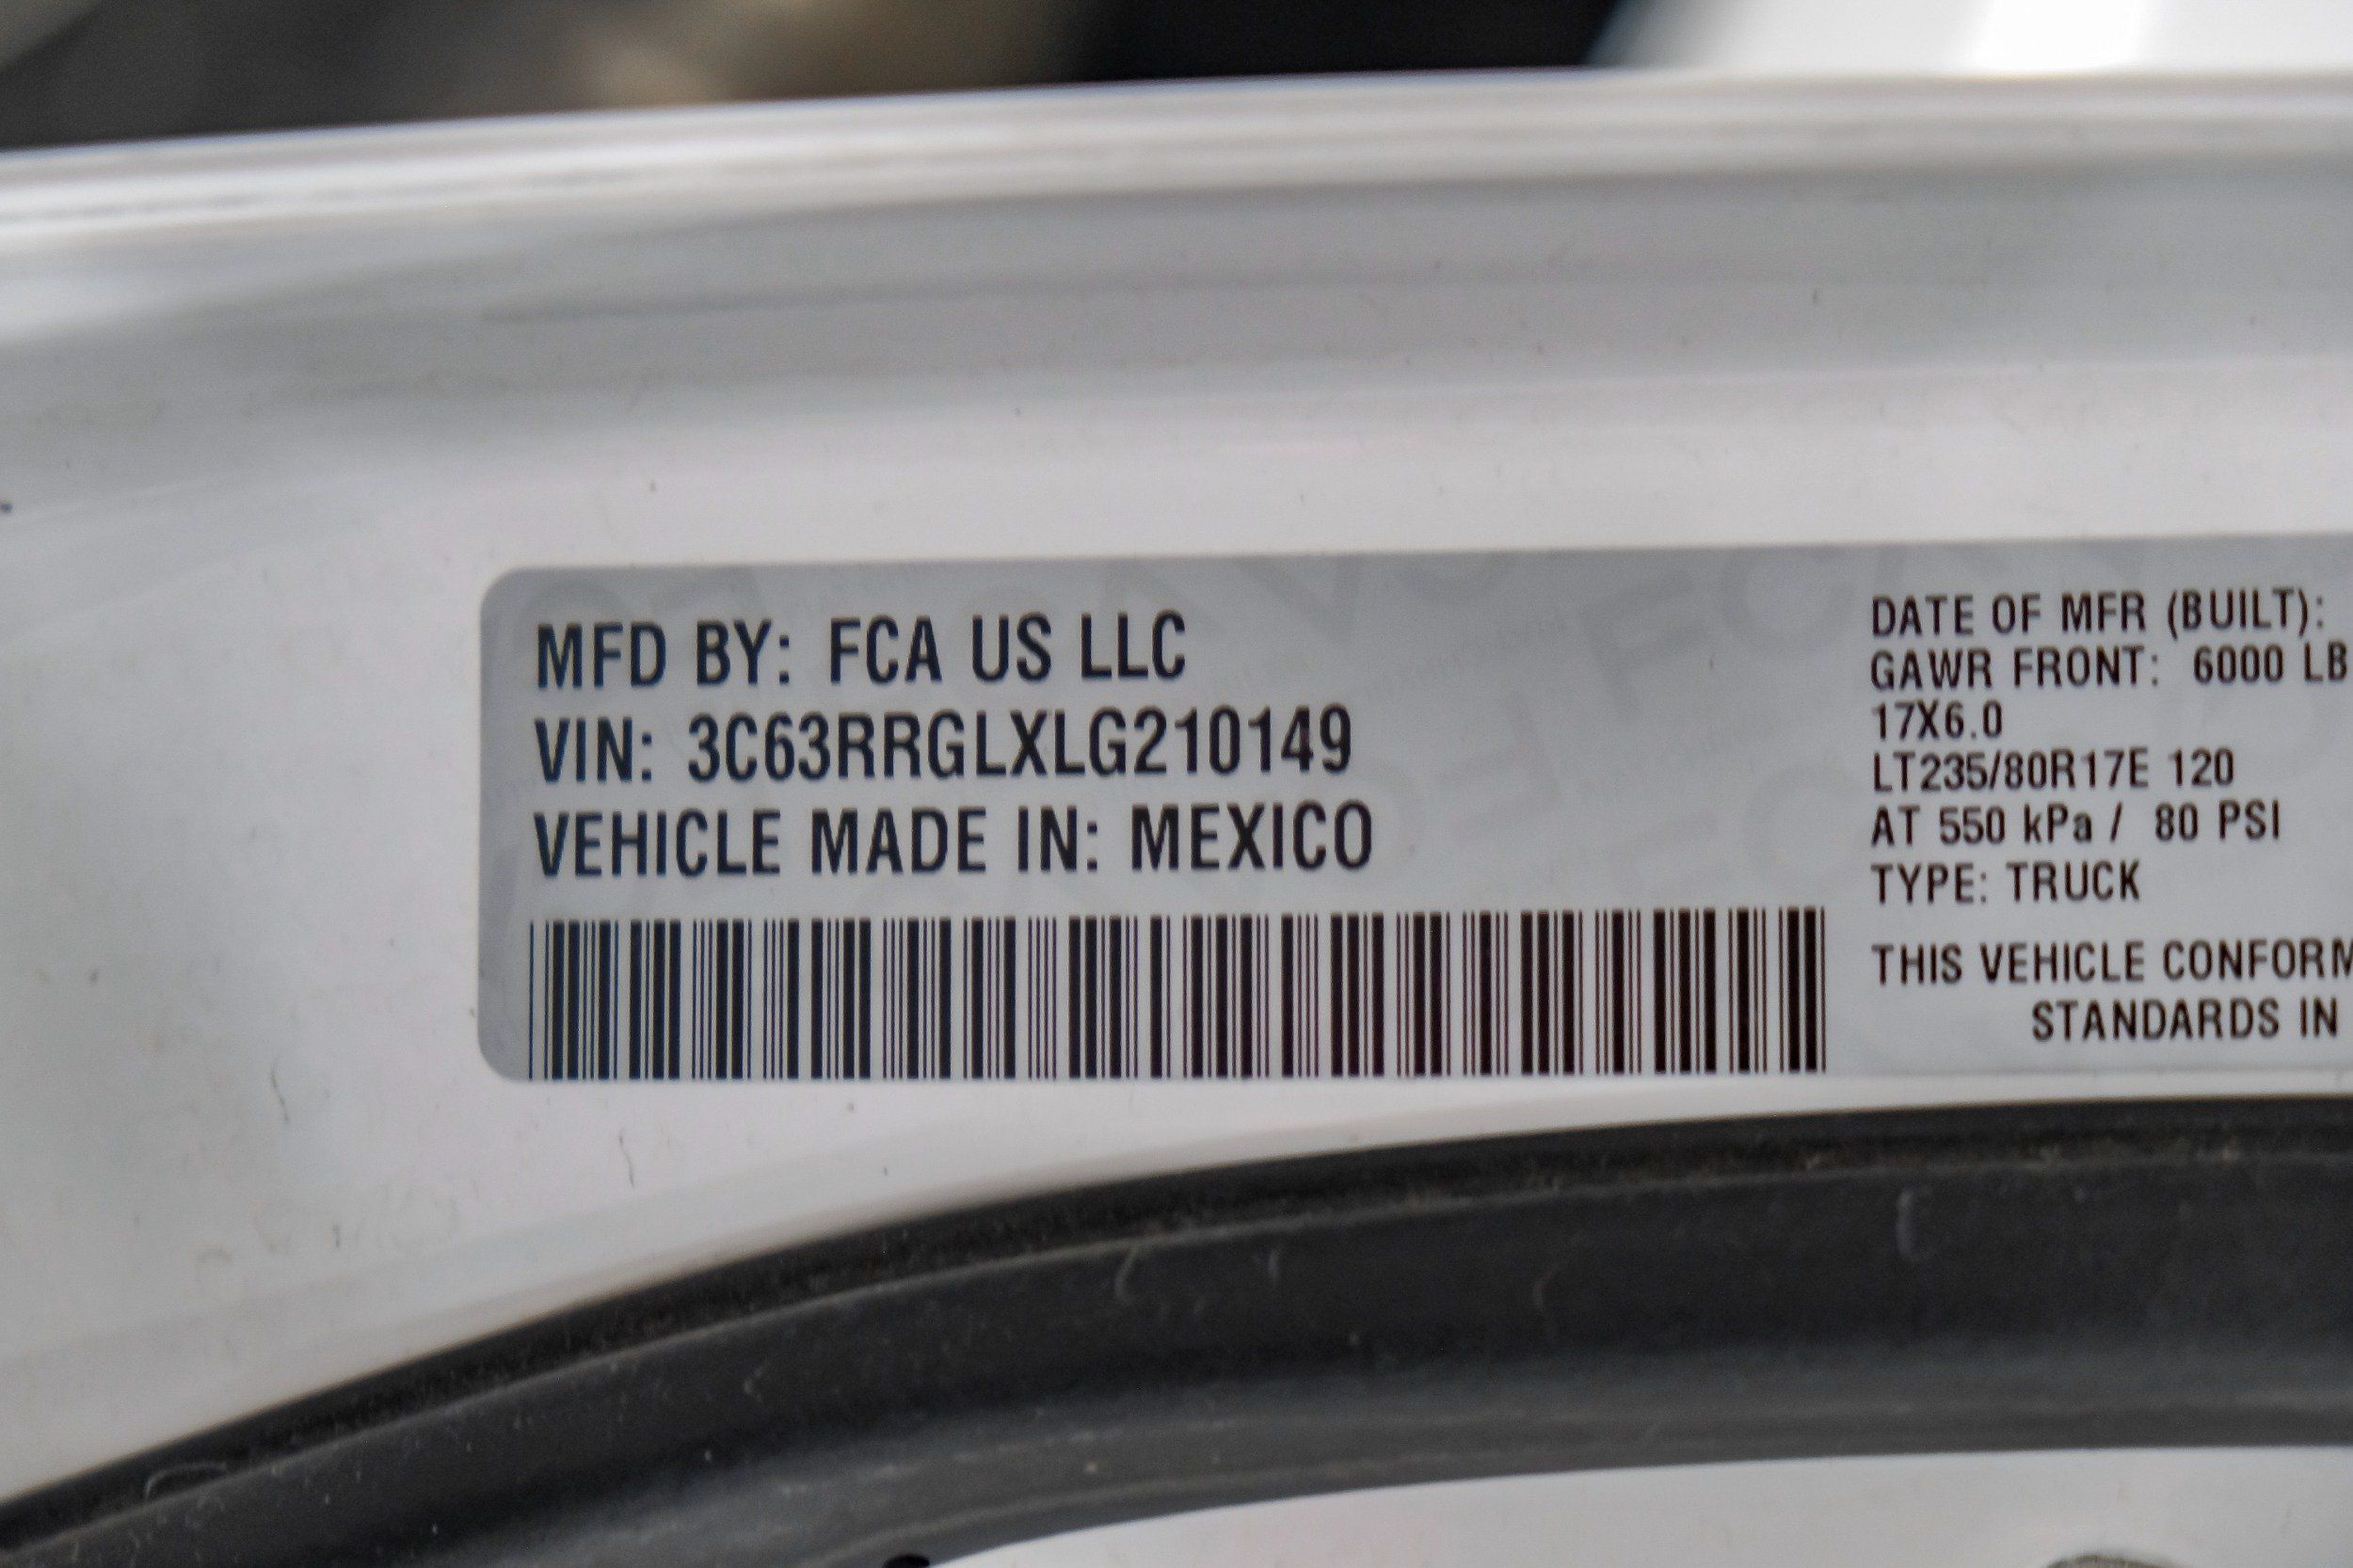 MFD BY: FCA US LLC
VIN: 3C63RRGLXLG210149
VEHICLE MADE IN: MEXICO
DATE OF MFR (BUILT):
GAWR FRONT: 6000 LB
17X6.0
LT235/80R17E 120
AT 550 kPa / 80 PSI
TYPE: TRUCK
THIS VEHICLE CONFORM
STANDARDS IN